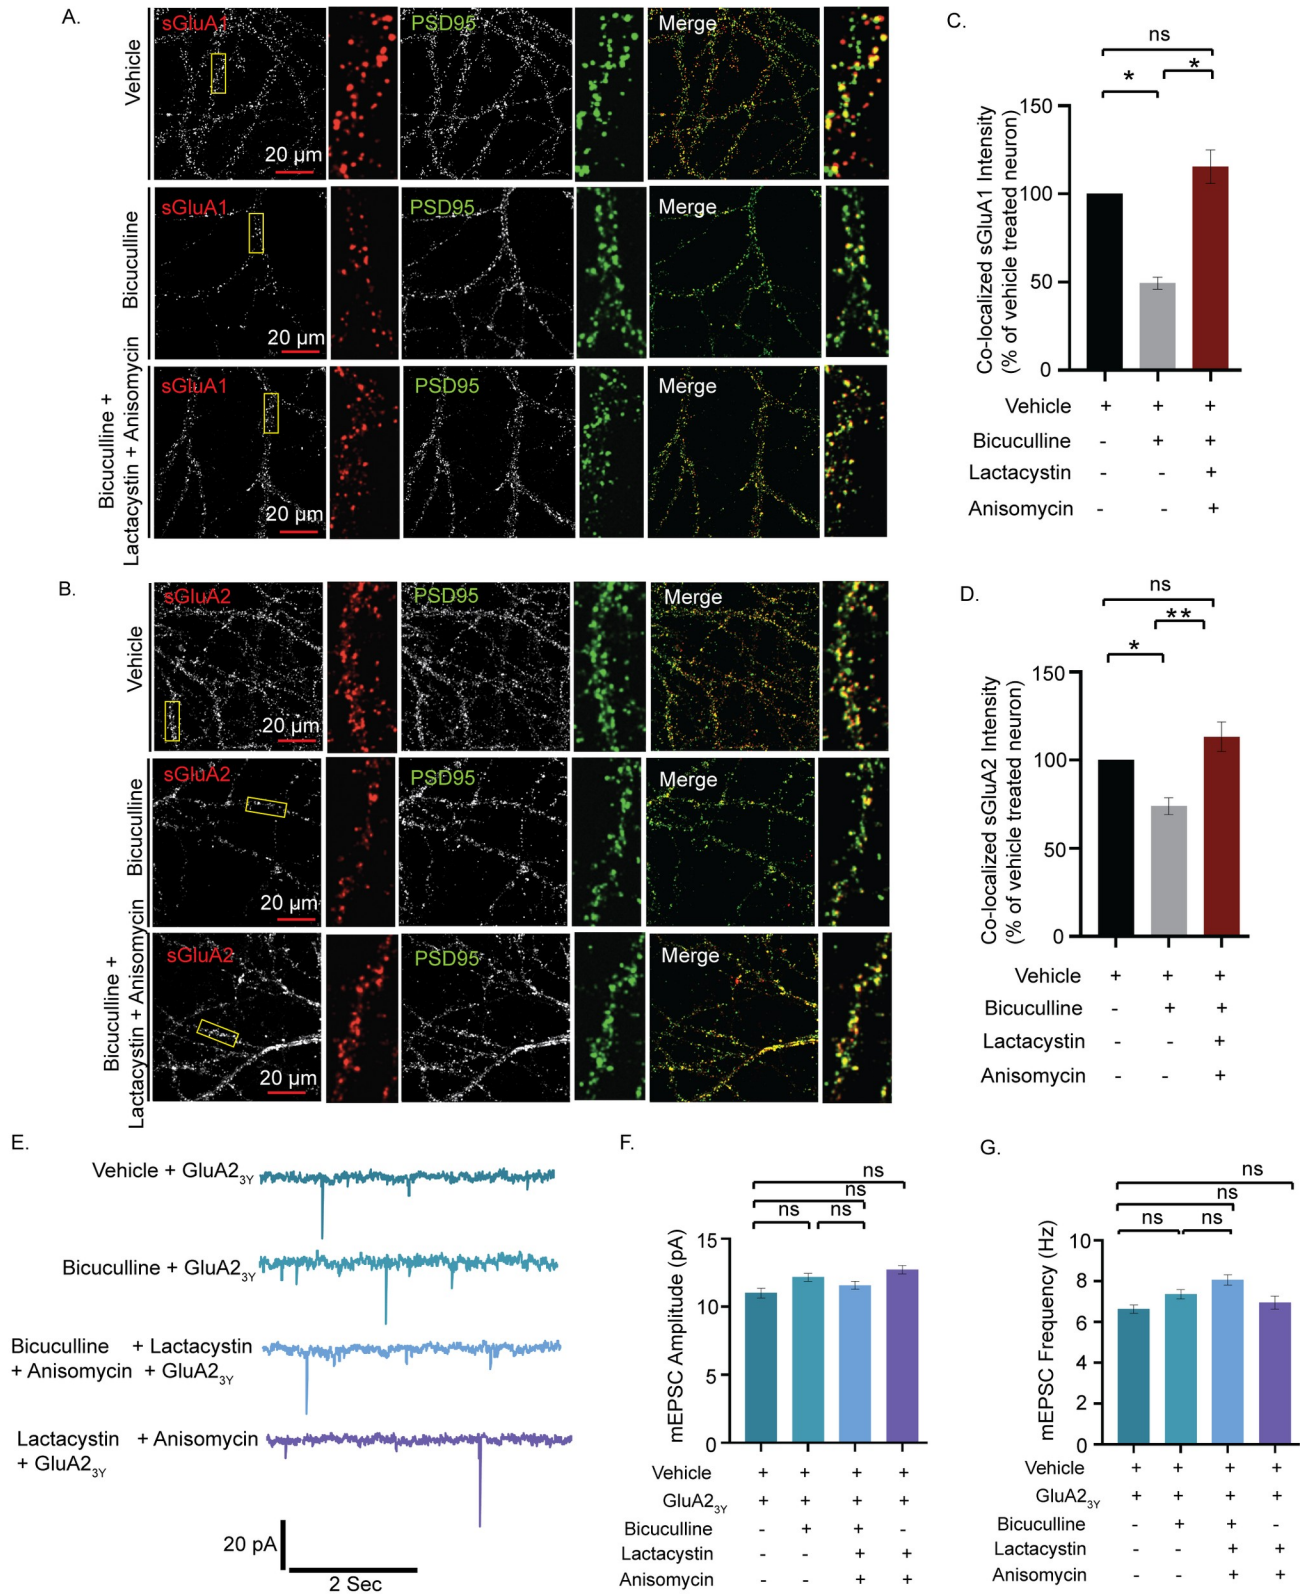 A.
Vehicle
sGluA1
PSD95
Merge
20 µm
Bicuculline
sGluA1
PSD95
Merge
20 µm
Bicuculline +
Lactacystin + Anisomycin
sGluA1
PSD95
Merge
20 µm
C.
ns
*
*
Co-localized sGluA1 Intensity
(% of vehicle treated neuron)
150
100
50
0
Vehicle + + +
Bicuculline - + +
Lactacystin - - +
Anisomycin - - +
B.
Vehicle
sGluA2
PSD95
Merge
20 µm
Bicuculline
sGluA2
PSD95
Merge
20 µm
Bicuculline +
Lactacystin + Anisomycin
sGluA2
PSD95
Merge
20 µm
D.
ns
**
*
Co-localized sGluA2 Intensity
(% of vehicle treated neuron)
150
100
50
0
Vehicle + + +
Bicuculline - + +
Lactacystin - - +
Anisomycin - - +
E.
Vehicle + GluA23Y
Bicuculline + GluA23Y
Bicuculline + Lactacystin
+ Anisomycin + GluA23Y
Lactacystin + Anisomycin
+ GluA23Y
20 pA
2 Sec
F.
ns
ns
ns ns
mEPSC Amplitude (pA)
15
10
5
0
Vehicle + + + +
GluA23Y + + + +
Bicuculline - + + -
Lactacystin - - + +
Anisomycin - - + +
G.
ns
ns
ns ns
mEPSC Frequency (Hz)
10
8
6
4
2
0
Vehicle + + + +
GluA23Y + + + +
Bicuculline - + + -
Lactacystin - - + +
Anisomycin - - + +